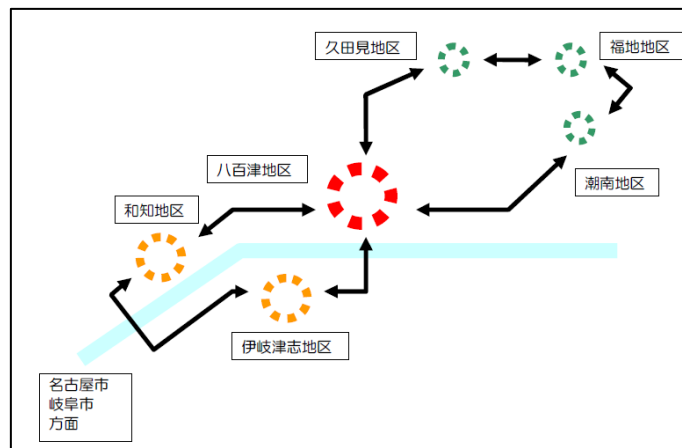 久田見地区
福地地区
八百津地区
潮南地区
和知地区
伊岐津志地区
名古屋市
岐阜市
方面